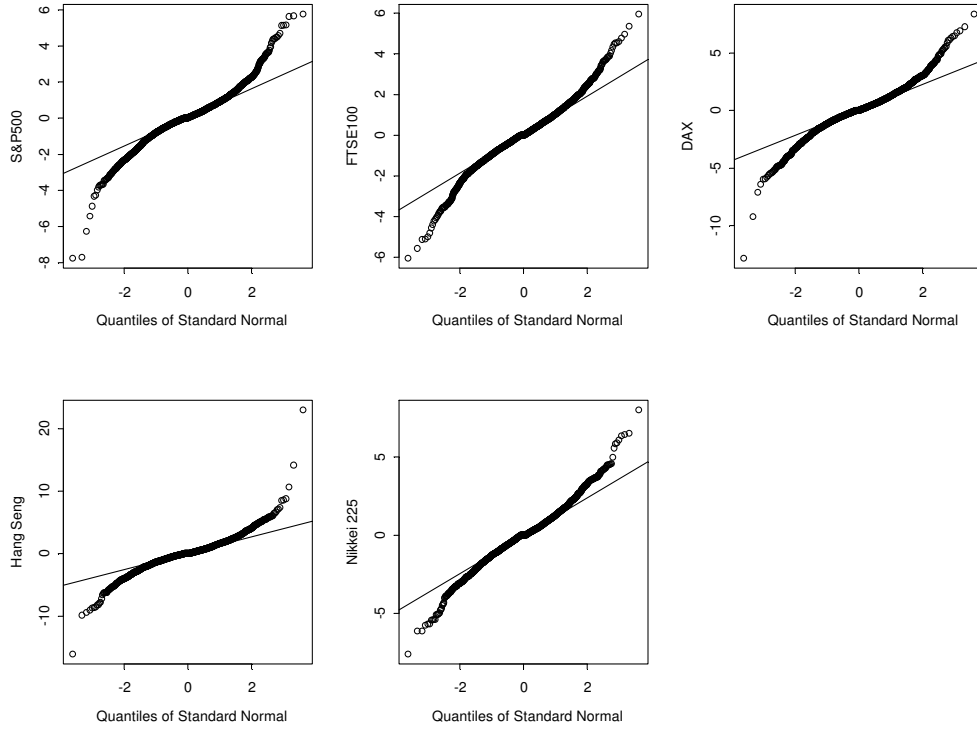 S&P500
6
4
2
0
-2
-4
-6
-8
-2 0 2
Quantiles of Standard Normal
FTSE100
6
4
2
0
-2
-4
-6
-2 0 2
Quantiles of Standard Normal
DAX
5
0
-5
-10
-2 0 2
Quantiles of Standard Normal
Hang Seng
20
10
0
-10
-2 0 2
Quantiles of Standard Normal
Nikkei 225
5
0
-5
-2 0 2
Quantiles of Standard Normal